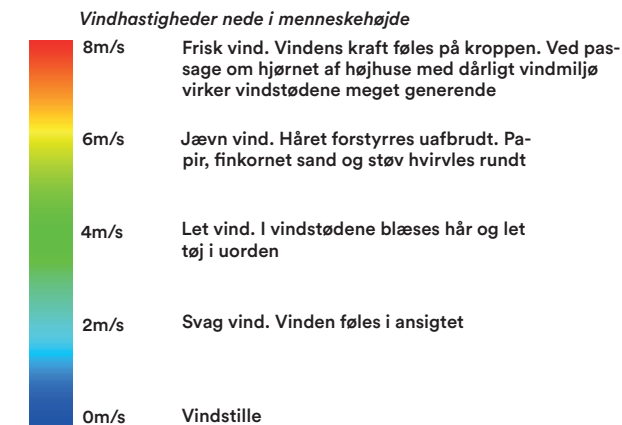 Vindhastigheder nede i menneskehøjde
8m/s Frisk vind. Vindens kraft føles på kroppen. Ved pas-
sage om hjørnet af højhuse med dårligt vindmiljø
virker vindstødene meget generende
6m/s Jævn vind. Håret forstyrres uafbrudt. Pa-
pir, finkornet sand og støv hvirvles rundt
4m/s Let vind. I vindstødene blæses hår og let
tøj i uorden
2m/s Svag vind. Vinden føles i ansigtet
0m/s Vindstille